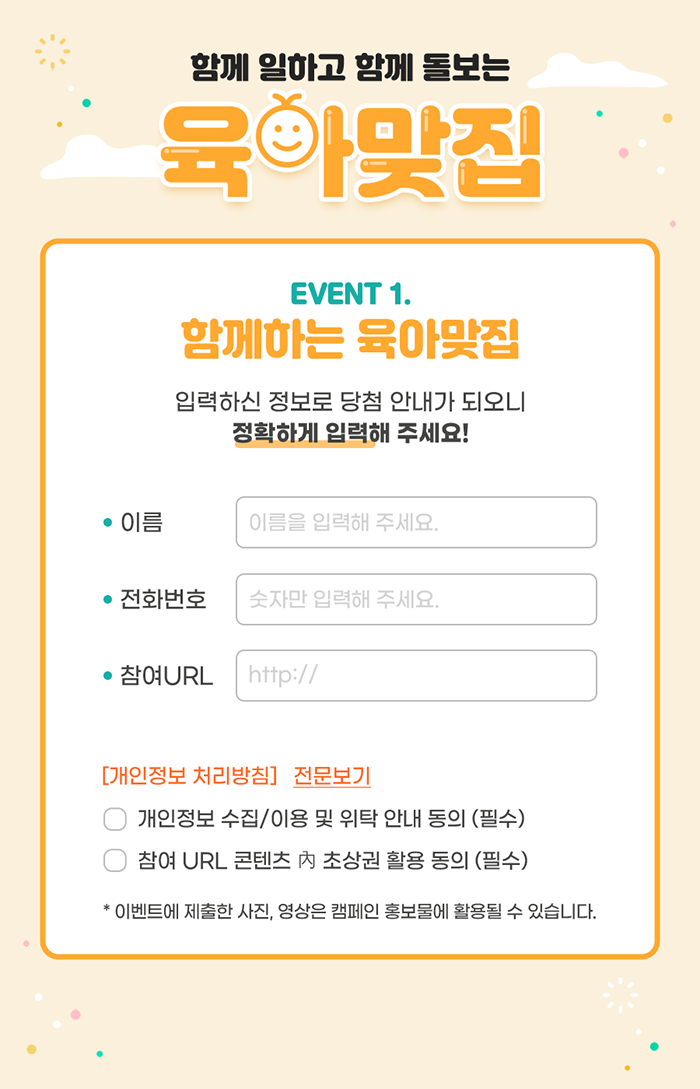 함께 일하고 함께 돌보는
육아맞집
EVENT 1.
함께하는 육아맞집
입력하신 정보로 당첨 안내가 되오니
정확하게 입력해 주세요!
• 이름
이름을 입력해 주세요.
• 전화번호
숫자만 입력해 주세요.
• 참여URL
http://
[개인정보 처리방침] 전문보기
개인정보 수집/이용 및 위탁 안내 동의 (필수)
참여 URL 콘텐츠 內 초상권 활용 동의 (필수)
* 이벤트에 제출한 사진, 영상은 캠페인 홍보물에 활용될 수 있습니다.